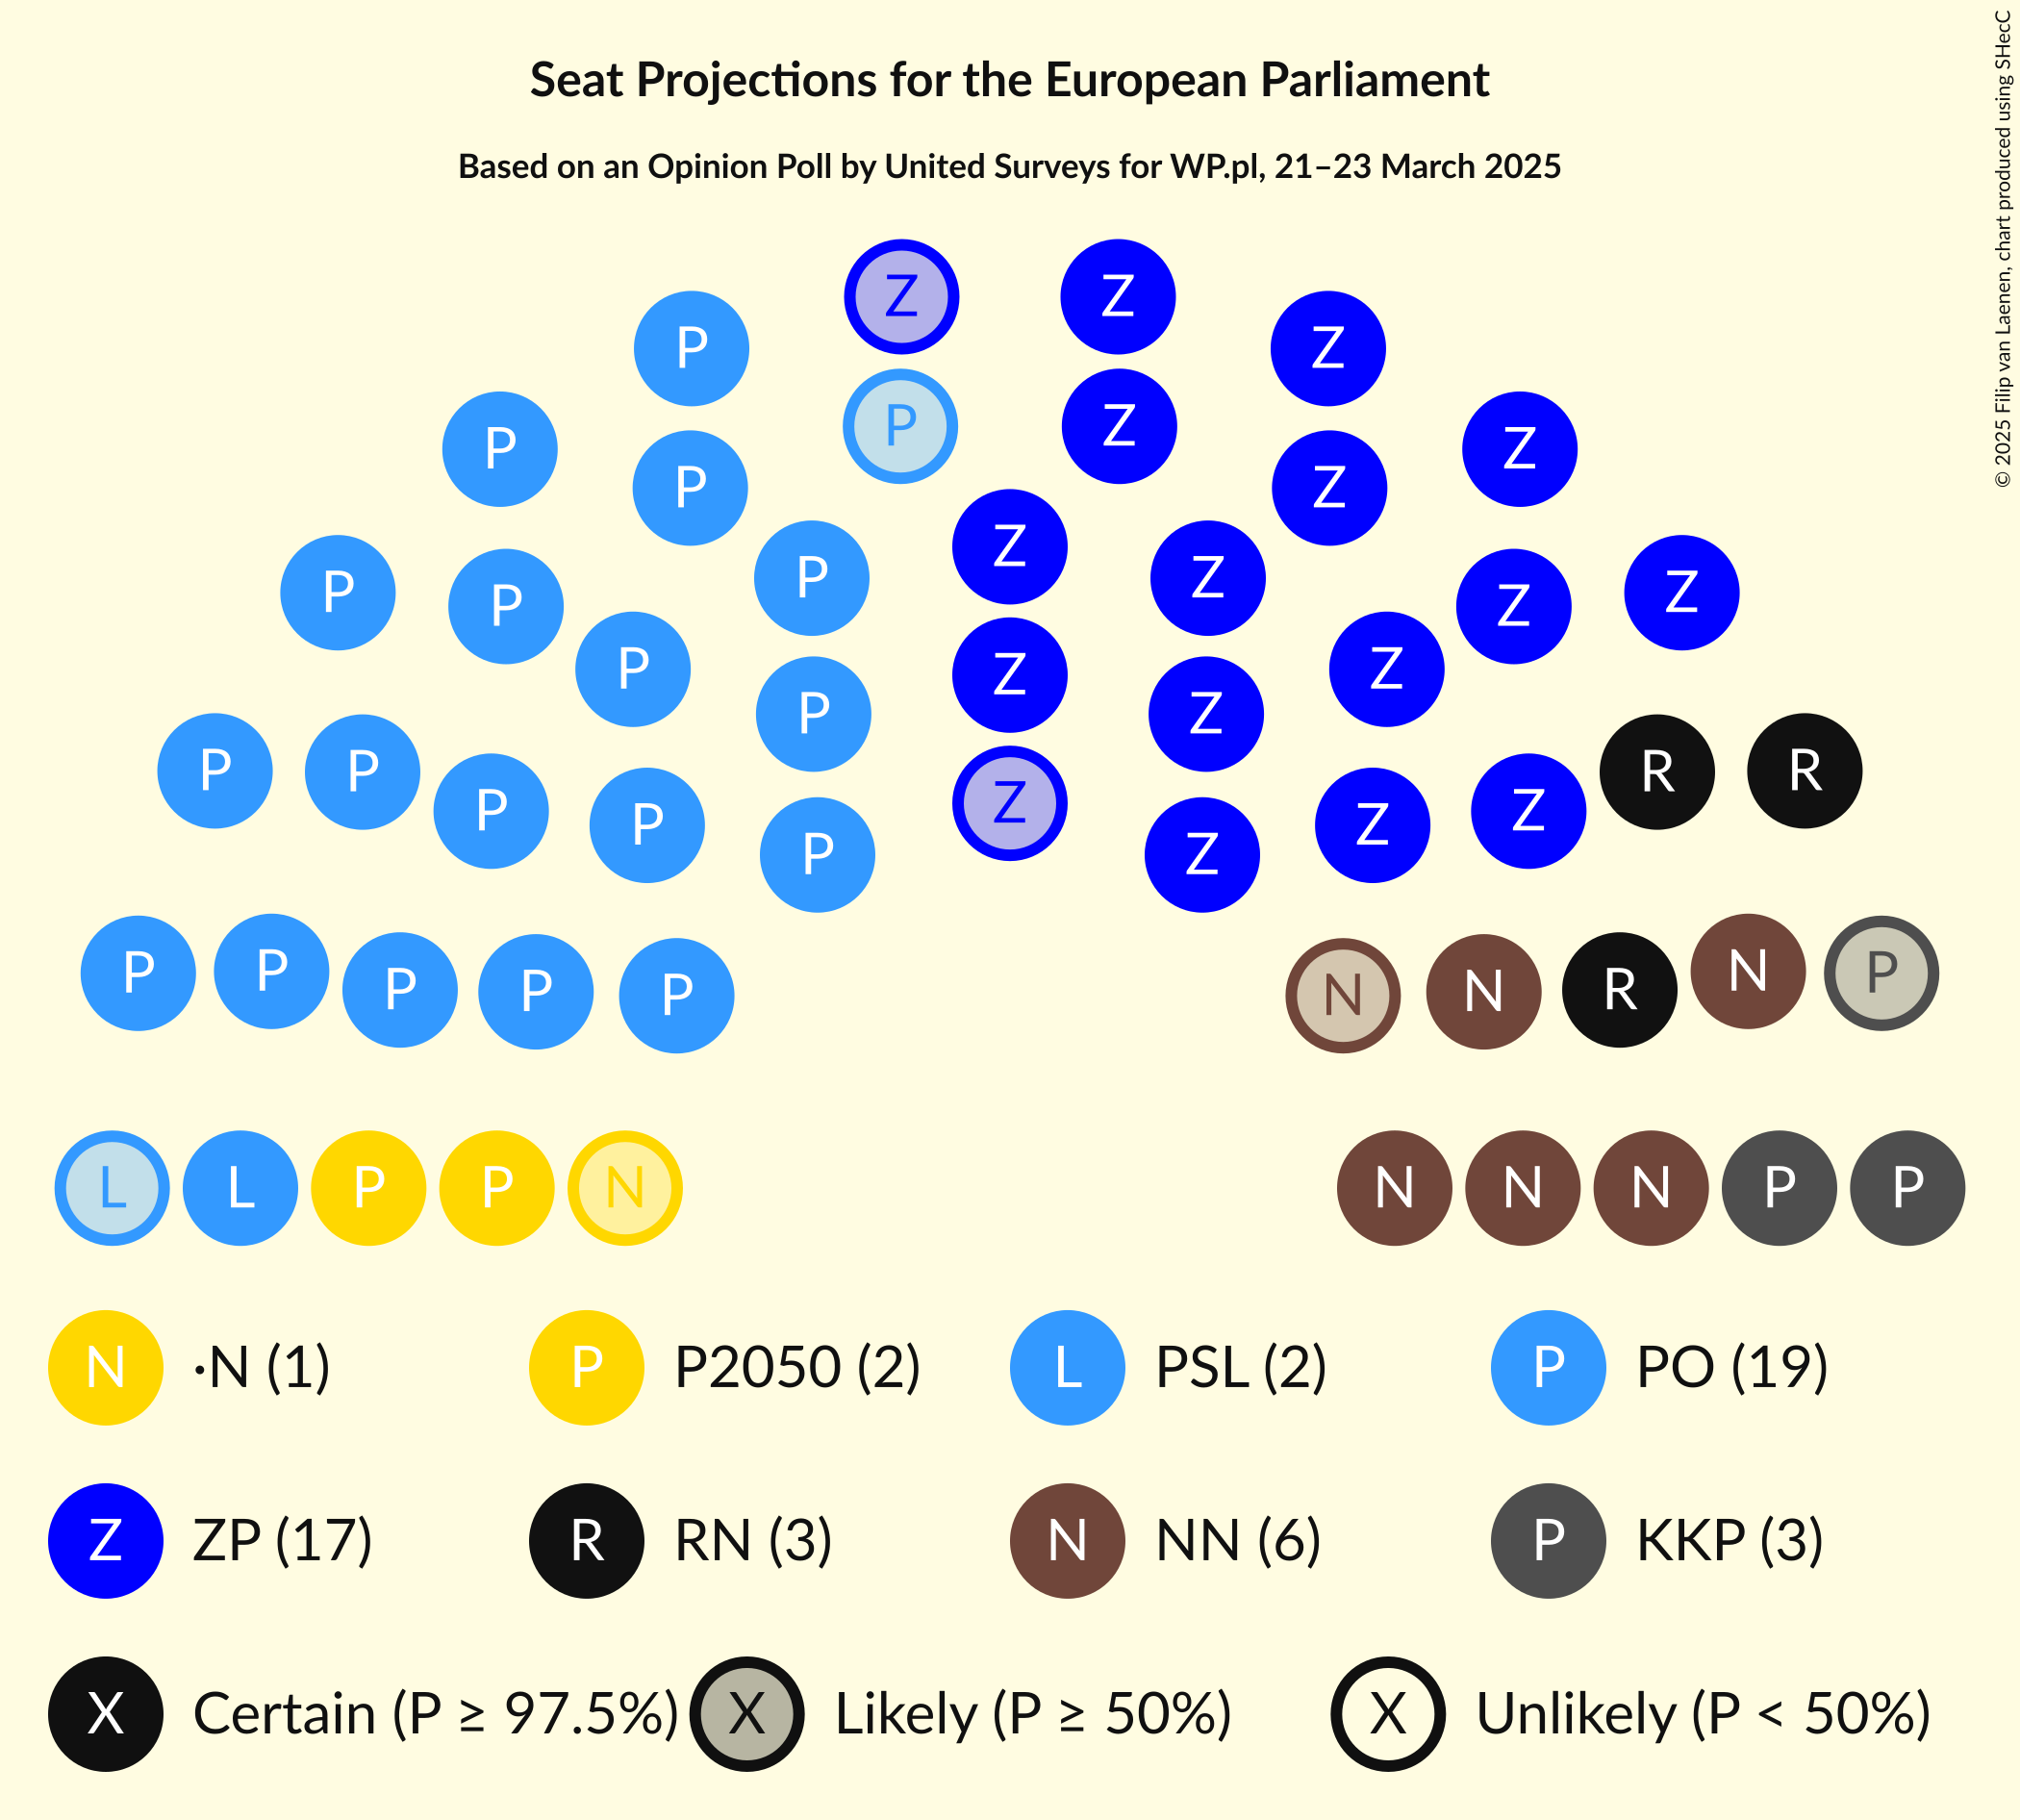 Seat Projections for the European Parliament
Based on an Opinion Poll by United Surveys for WP.pl, 21–23 March 2025
© 2025 Filip van Laenen, chart produced using SHecC
Z Z
P Z
P Z
P Z
P Z
P Z Z
P Z
P P Z Z
P Z
Z
P Z
P P R R
Z
P Z
P Z
P Z
P P N P
P R
P N
P N
L L P P N N N N P P
N ·N (1) P P2050 (2) L PSL (2) P PO (19)
Z ZP (17) R RN (3) N NN (6) P KKP (3)
X Certain (P ≥ 97.5%) X Likely (P ≥ 50%) X Unlikely (P < 50%)